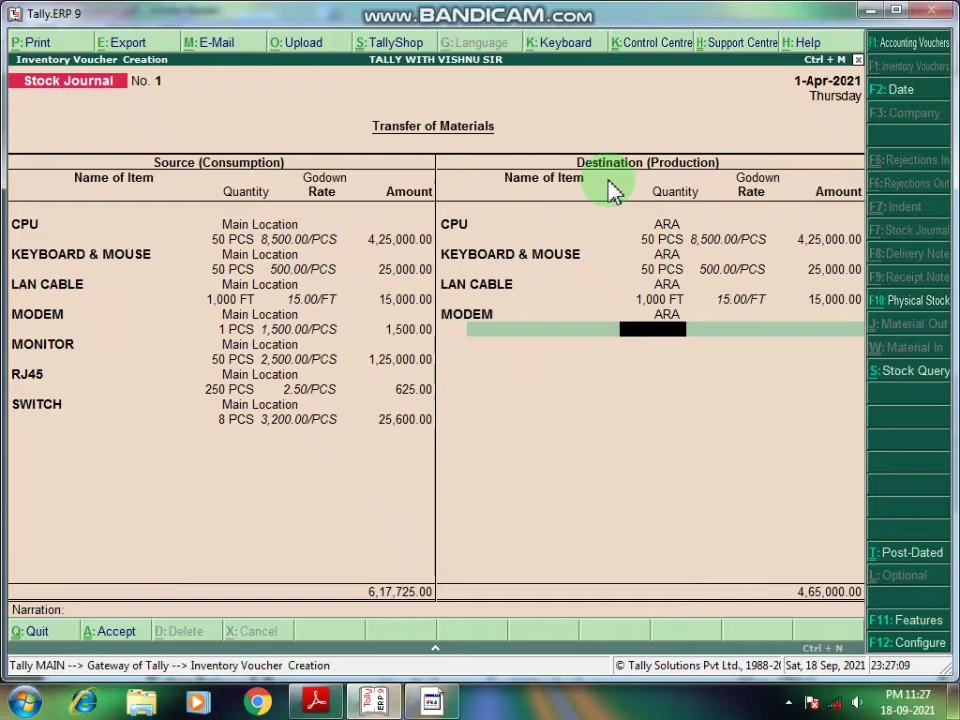 Tally.ERP 9
www.BANDICAM.com
P: Print E: Export M: E-Mail O: Upload S: TallyShop G: Language K: Keyboard K: Control Centre H: Support Centre H: Help
Inventory Voucher Creation TALLY WITH VISHNU SIR Ctrl + M
Stock Journal No. 1 1-Apr-2021
Thursday
Transfer of Materials
Source (Consumption) Destination (Production)
Name of Item Godown Name of Item Godown
Quantity Rate Amount Quantity Rate Amount
CPU Main Location CPU ARA
50 PCS 8,500.00/PCS 4,25,000.00 50 PCS 8,500.00/PCS 4,25,000.00
KEYBOARD & MOUSE Main Location KEYBOARD & MOUSE ARA
50 PCS 500.00/PCS 25,000.00 50 PCS 500.00/PCS 25,000.00
LAN CABLE Main Location LAN CABLE ARA
1,000 FT 15.00/FT 15,000.00 1,000 FT 15.00/FT 15,000.00
MODEM Main Location MODEM ARA
1 PCS 1,500.00/PCS 1,500.00
MONITOR Main Location
50 PCS 2,500.00/PCS 1,25,000.00
RJ45 Main Location
250 PCS 2.50/PCS 625.00
SWITCH Main Location
8 PCS 3,200.00/PCS 25,600.00
6,17,725.00 4,65,000.00
Narration:
Q: Quit A: Accept D: Delete X: Cancel
Ctrl + N
Tally MAIN --> Gateway of Tally --> Inventory Voucher Creation © Tally Solutions Pvt Ltd., 1988-20 Sat, 18 Sep, 2021 23:27:09
F1: Accounting Vouchers
F1: Inventory Vouchers
F2: Date
F3: Company
F6: Rejections In
F6: Rejections Out
F7: Indent
F7: Stock Journal
F8: Delivery Note
F9: Receipt Note
F10: Physical Stock
J: Material Out
W: Material In
S: Stock Query
T: Post-Dated
L: Optional
F11: Features
F12: Configure
PM 11:27
18-09-2021